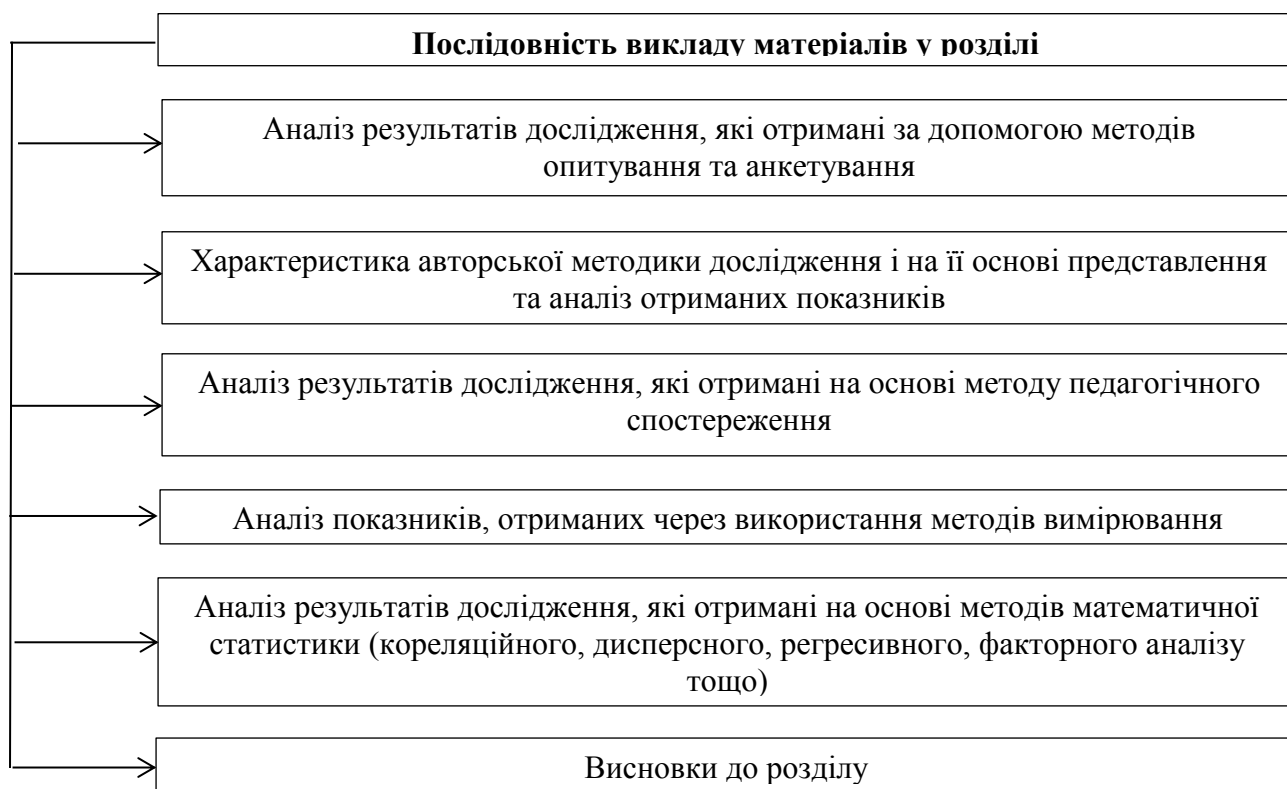 Послідовність викладу матеріалів у розділі
Аналіз результатів дослідження, які отримані за допомогою методів
опитування та анкетування
Характеристика авторської методики дослідження і на її основі представлення
та аналіз отриманих показників
Аналіз результатів дослідження, які отримані на основі методу педагогічного
спостереження
Аналіз показників, отриманих через використання методів вимірювання
Аналіз результатів дослідження, які отримані на основі методів математичної
статистики (кореляційного, дисперсного, регресивного, факторного аналізу
тощо)
Висновки до розділу